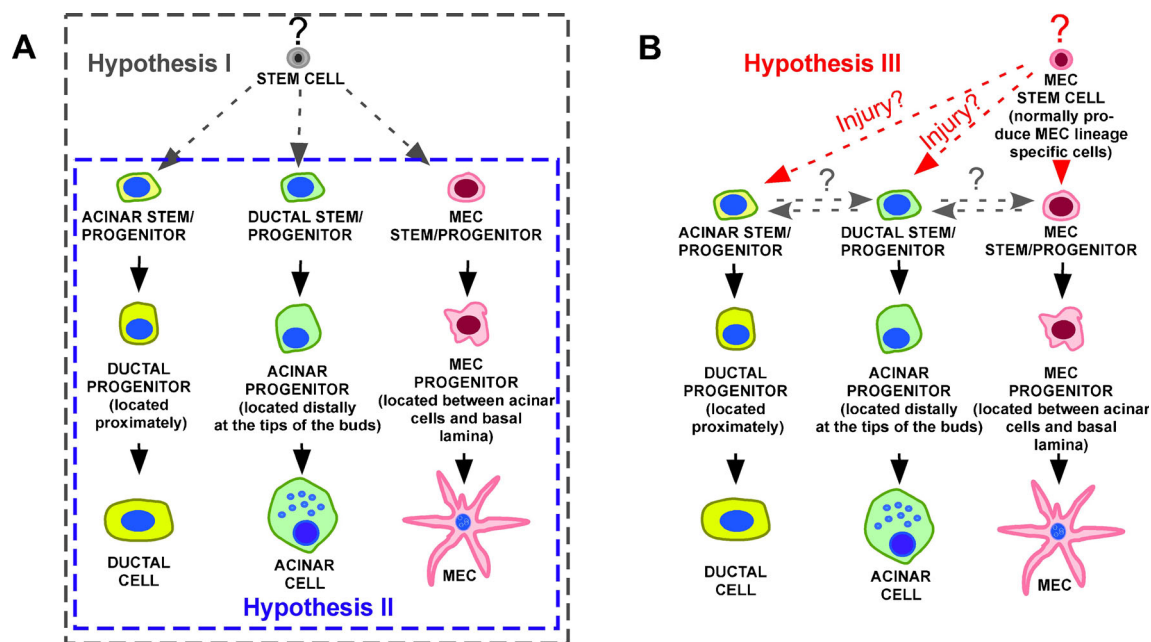 A
Hypothesis I
?
STEM CELL
ACINAR STEM/
PROGENITOR
DUCTAL STEM/
PROGENITOR
MEC
STEM/PROGENITOR
DUCTAL
PROGENITOR
(located
proximately)
ACINAR
PROGENITOR
(located distally
at the tips of the buds)
MEC
PROGENITOR
(located between acinar
cells and basal
lamina)
DUCTAL
CELL
ACINAR
CELL
MEC
Hypothesis II
B
Hypothesis III
?
MEC
STEM CELL
(normally pro-
duce MEC lineage
specific cells)
Injury?
Injury?
?
?
ACINAR STEM/
PROGENITOR
DUCTAL STEM/
PROGENITOR
MEC
STEM/PROGENITOR
DUCTAL
PROGENITOR
(located
proximately)
ACINAR
PROGENITOR
(located distally
at the tips of the buds)
MEC
PROGENITOR
(located between acinar
cells and basal
lamina)
DUCTAL
CELL
ACINAR
CELL
MEC